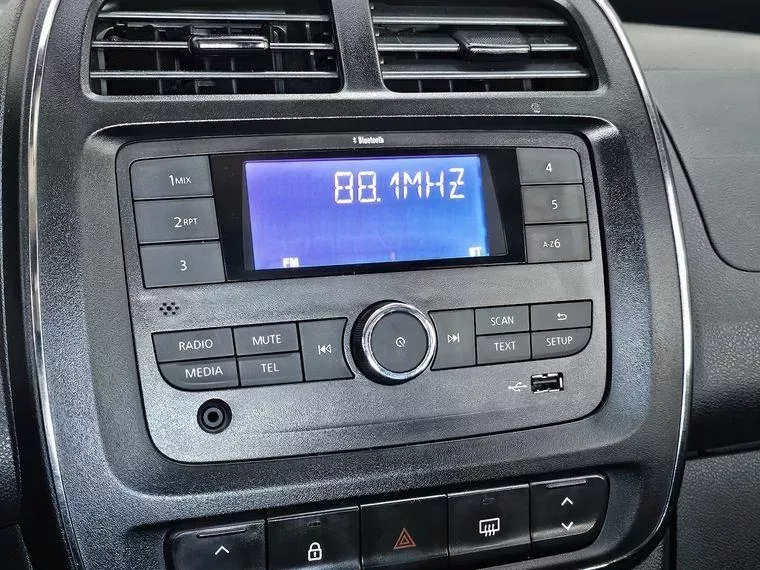 Bluetooth
1MIX
88.1MHZ
4
2RPT
5
3
FM
ST
A-Z6
RADIO
MUTE
SCAN
MEDIA
TEL
TEXT
SETUP